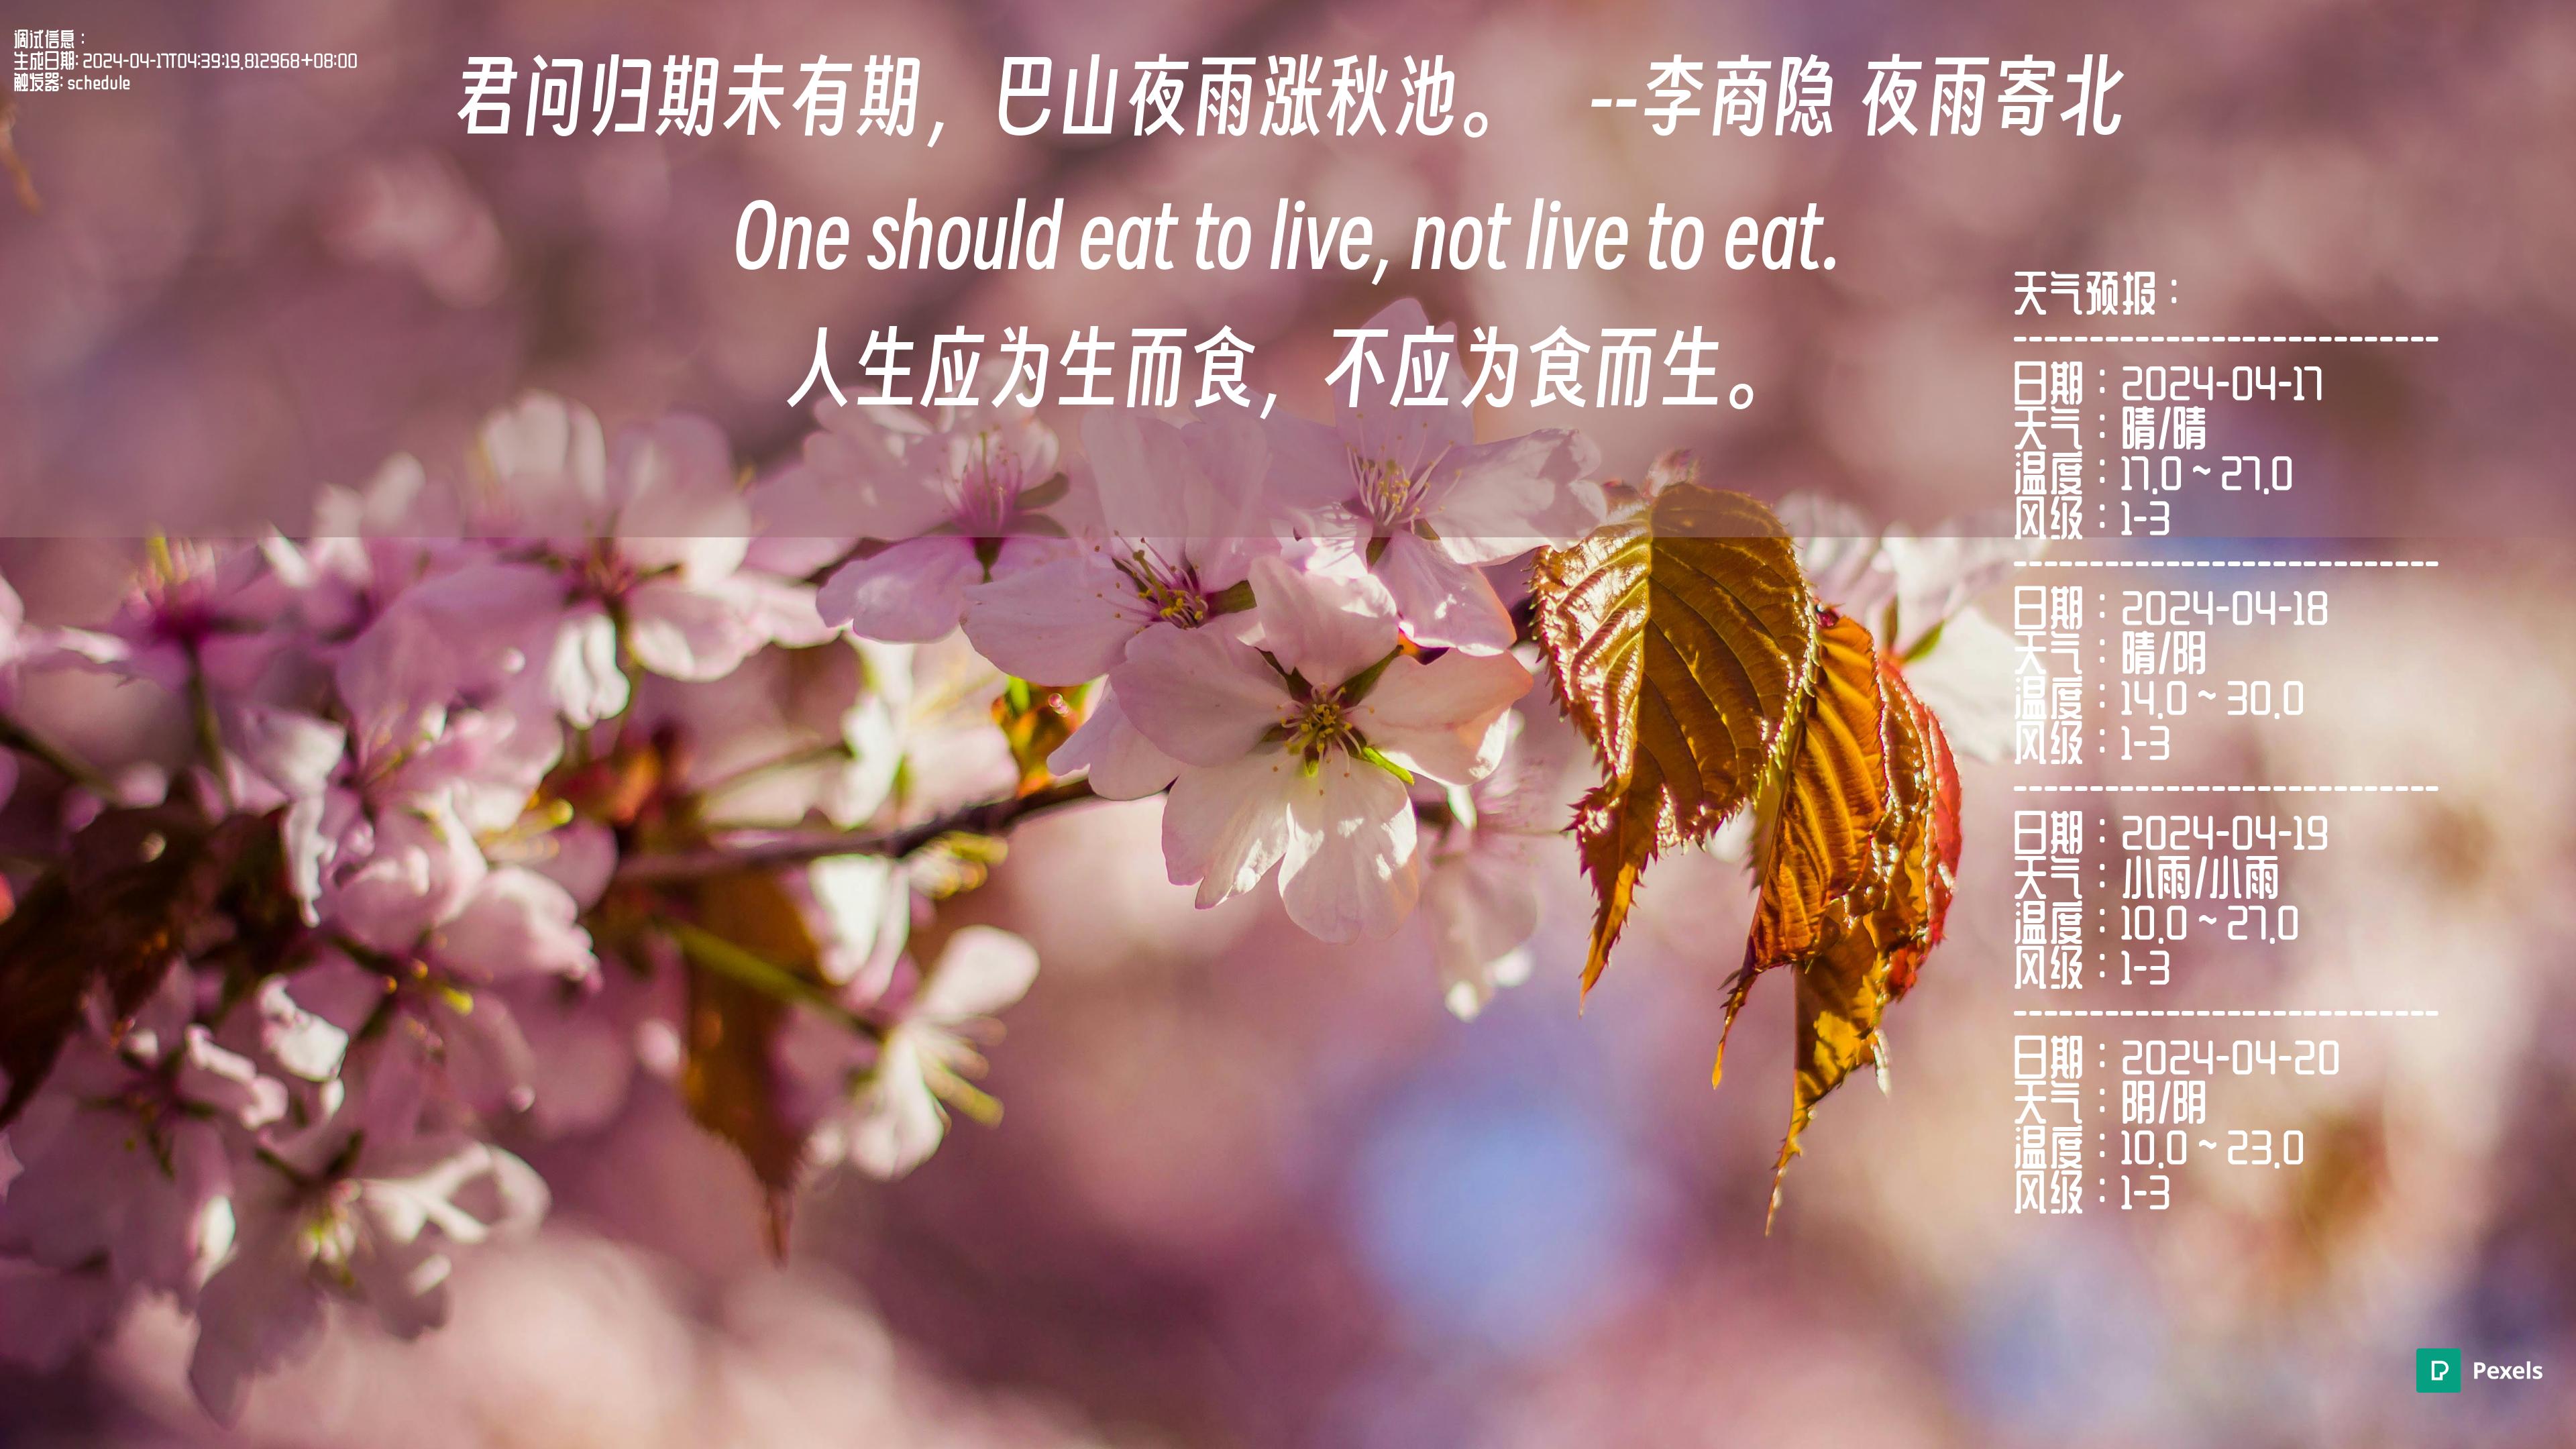 调试信息：
生成日期: 2024-04-17T04:39:19.812968+08:00
触发器: schedule
君问归期未有期，巴山夜雨涨秋池。 --李商隐 夜雨寄北
One should eat to live, not live to eat.
人生应为生而食，不应为食而生。
天气预报：
----------------------------
日期：2024-04-17
天气：晴/晴
温度：17.0 ~ 27.0
风级：1-3
----------------------------
日期：2024-04-18
天气：晴/阴
温度：14.0 ~ 30.0
风级：1-3
----------------------------
日期：2024-04-19
天气：小雨/小雨
温度：10.0 ~ 27.0
风级：1-3
----------------------------
日期：2024-04-20
天气：阴/阴
温度：10.0 ~ 23.0
风级：1-3
Pexels